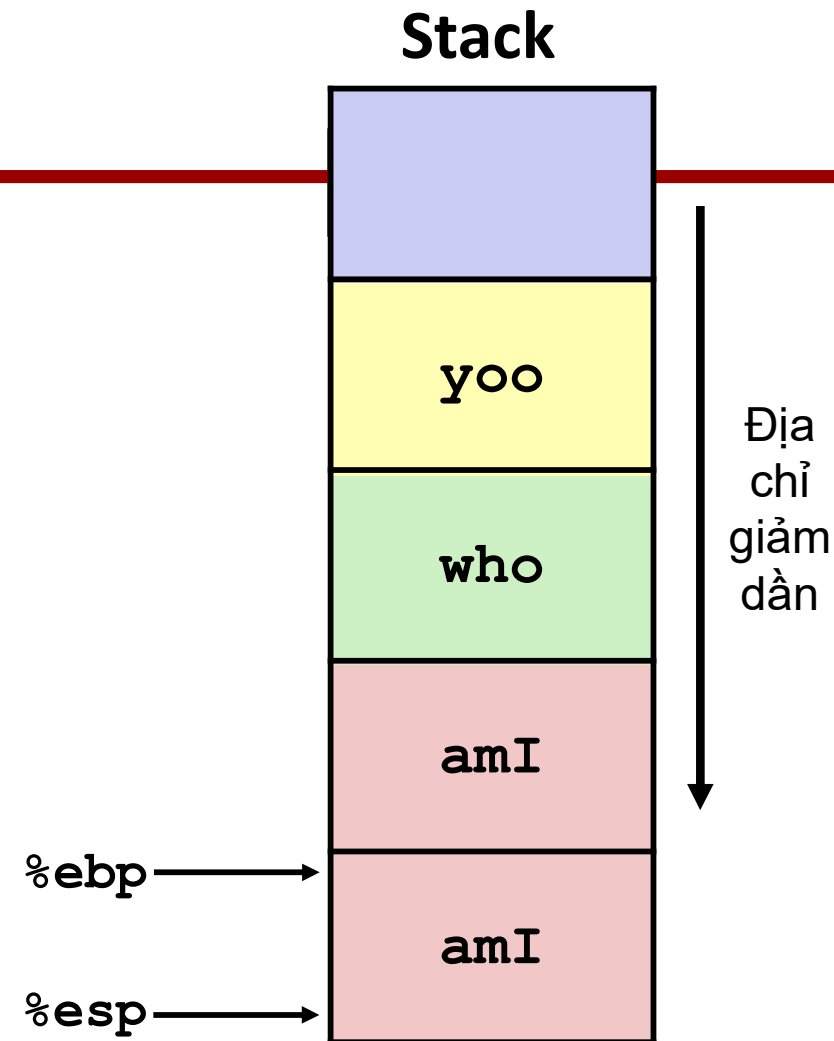 Stack
yoo
Địa
chỉ
giảm
dần
who
amI
%ebp
amI
%esp